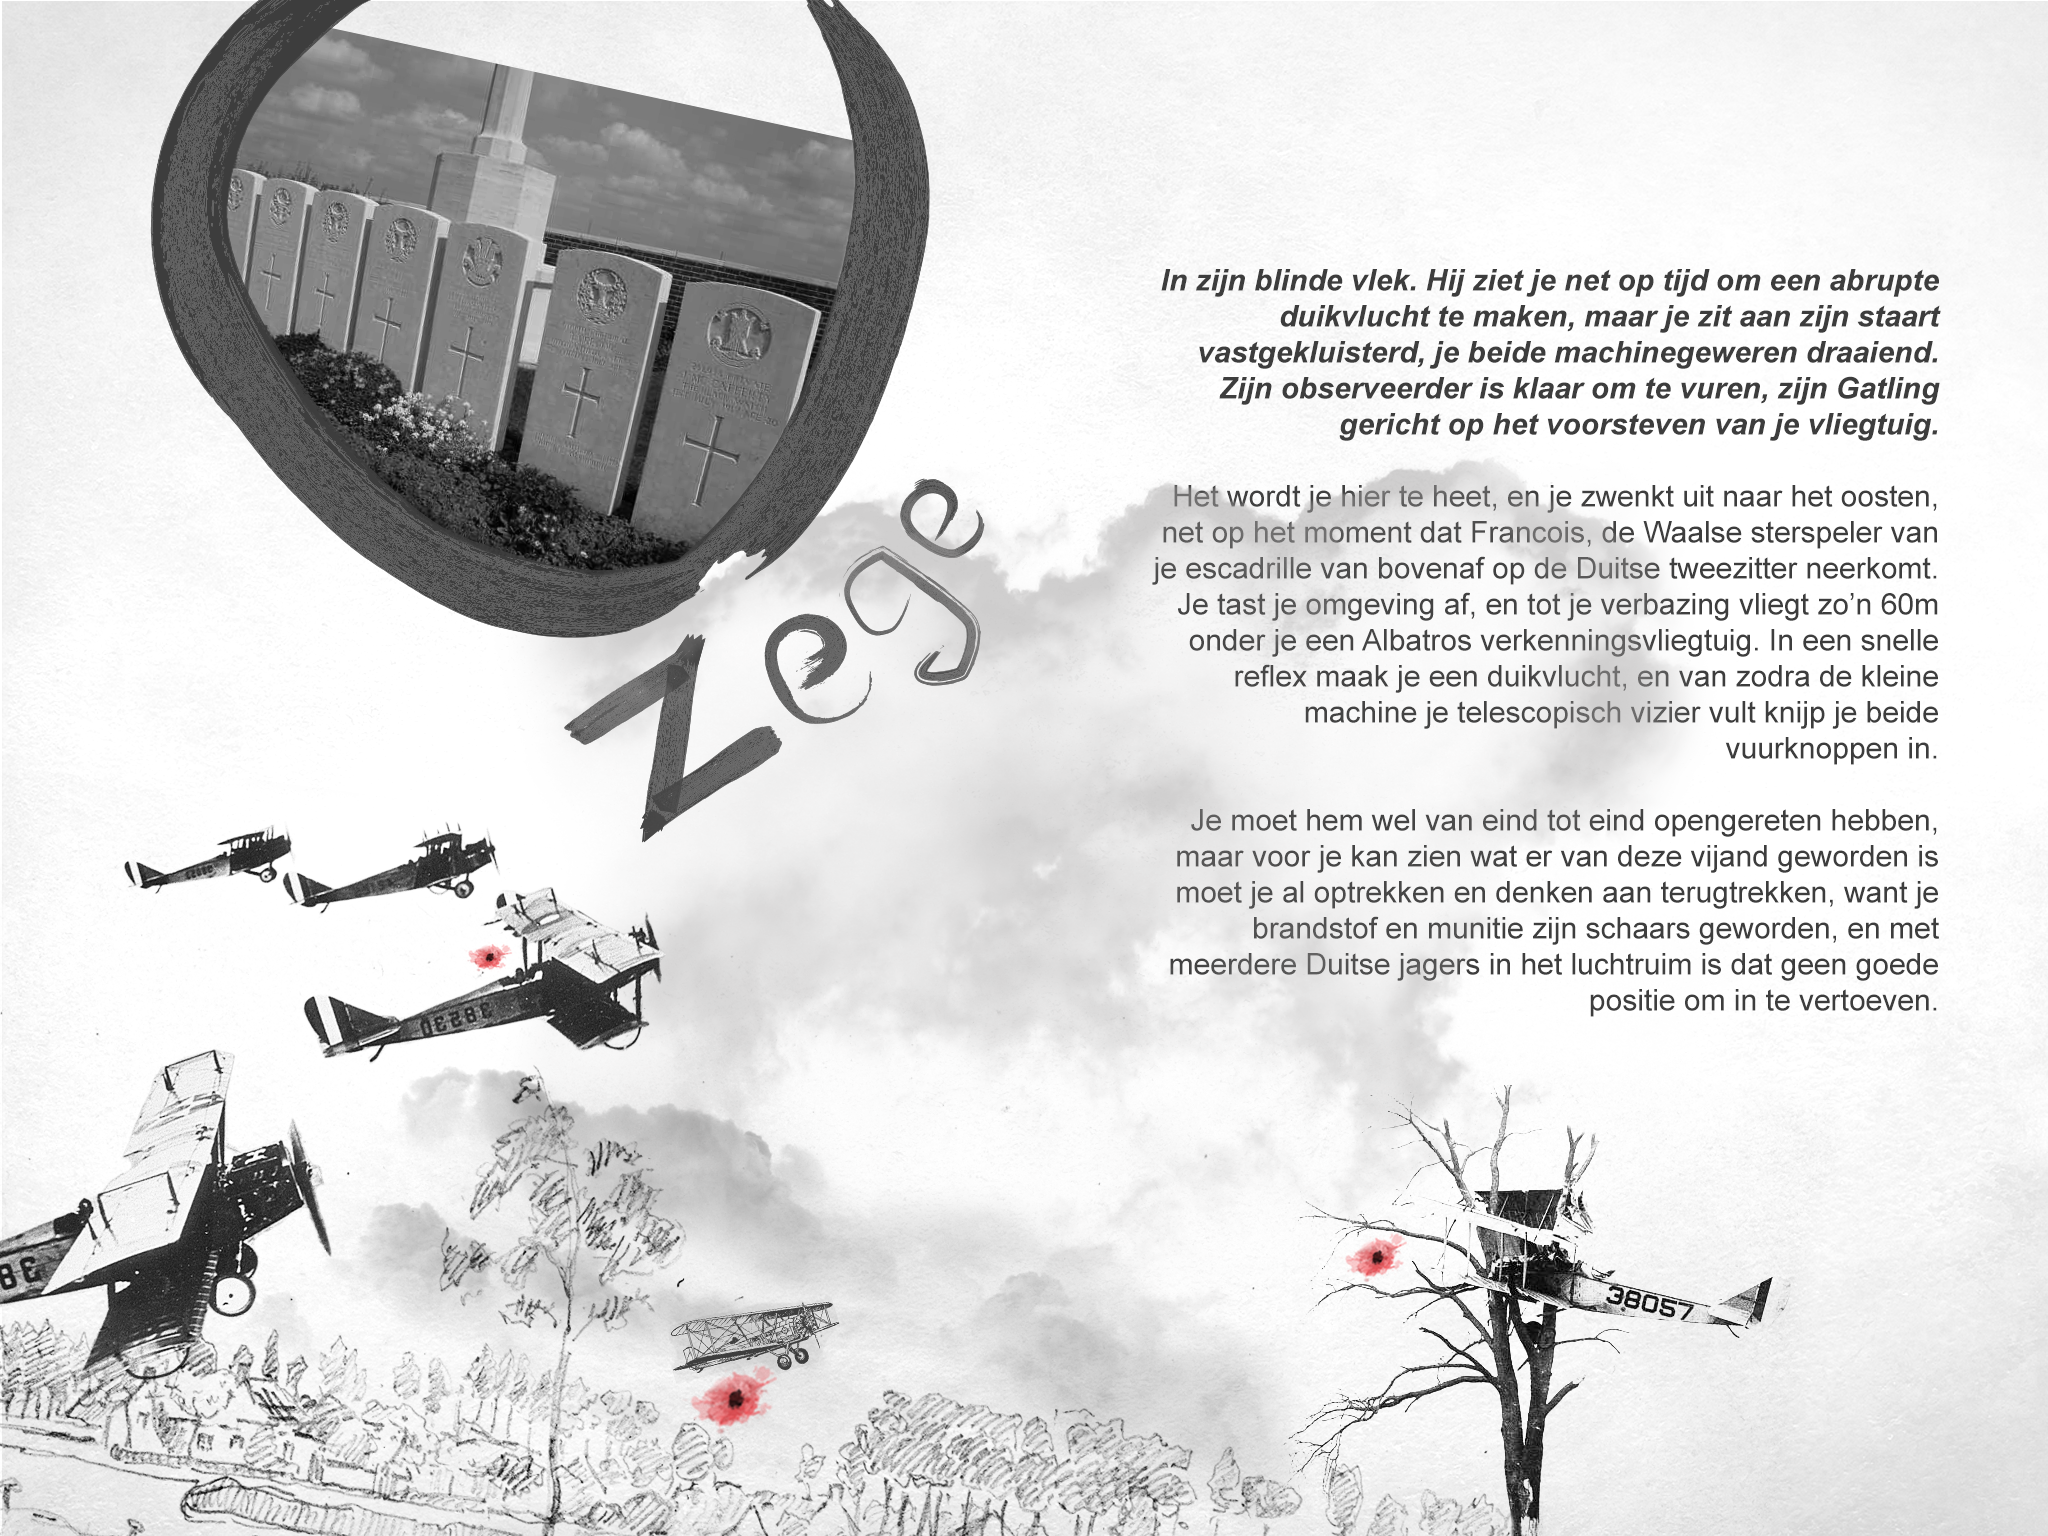 Zege
In zijn blinde vlek. Hij ziet je net op tijd om een abrupte
duikvlucht te maken, maar je zit aan zijn staart
vastgekluisterd, je beide machinegeweren draaiend.
Zijn observeerder is klaar om te vuren, zijn Gatling
gericht op het voorsteven van je vliegtuig.
Het wordt je hier te heet, en je zwenkt uit naar het oosten,
net op het moment dat Francois, de Waalse sterspeler van
je escadrille van bovenaf op de Duitse tweezitter neerkomt.
Je tast je omgeving af, en tot je verbazing vliegt zo’n 60m
onder je een Albatros verkenningsvliegtuig. In een snelle
reflex maak je een duikvlucht, en van zodra de kleine
machine je telescopisch vizier vult knijp je beide
vuurknoppen in.
Je moet hem wel van eind tot eind opengereten hebben,
maar voor je kan zien wat er van deze vijand geworden is
moet je al optrekken en denken aan terugtrekken, want je
brandstof en munitie zijn schaars geworden, en met
meerdere Duitse jagers in het luchtruim is dat geen goede
positie om in te vertoeven.
38230
38
38057